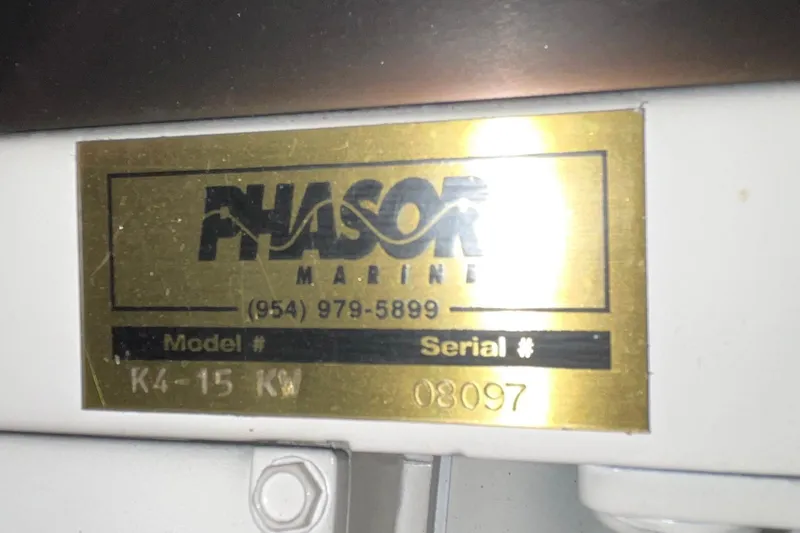 PHASOR
MARINE
(954) 979-5899
Model # Serial #
K4-15 KW 08097